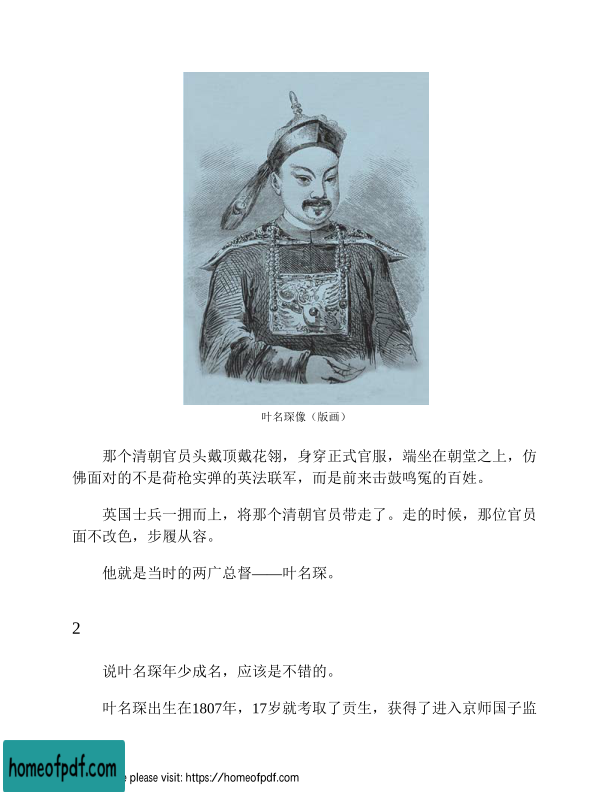 叶名琛像（版画）
那个清朝官员头戴顶戴花翎，身穿正式官服，端坐在朝堂之上，仿
佛面对的不是荷枪实弹的英法联军，而是前来击鼓鸣冤的百姓。
英国士兵一拥而上，将那个清朝官员带走了。走的时候，那位官员
面不改色，步履从容。
他就是当时的两广总督——叶名琛。
2
说叶名琛年少成名，应该是不错的。
叶名琛出生在1807年，17岁就考取了贡生，获得了进入京师国子监
homeofpdf.com
e please visit: https://homeofpdf.com